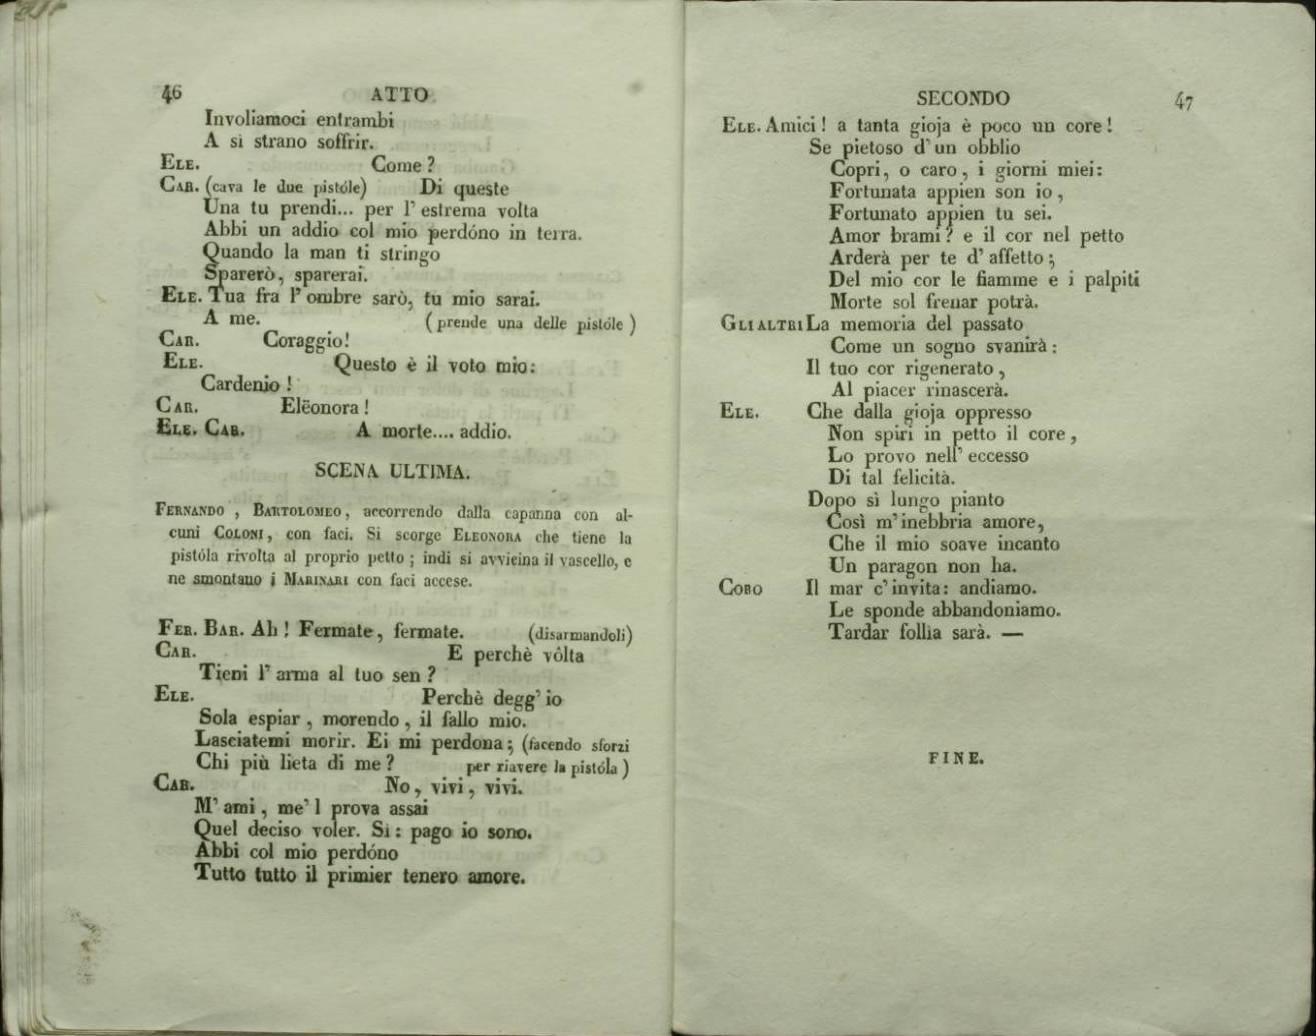 46 ATTO
Involiamoci entrambi
A sì strano soffrir.
ELE. Come?
CAR. (cava le due pistóle) Di queste
Una tu prendi... per l'estrema volta
Abbi un addio col mio perdóno in terra.
Quando la man ti stringo
Sparerò, sparerai.
ELE. Tua fra l'ombre sarò, tu mio sarai.
A me. (prende una delle pistóle)
CAR. Coraggio!
ELE. Questo è il voto mio:
Cardenio!
CAR. Elëonora!
ELE. CAR. A morte.... addio.
SCENA ULTIMA.
FERNANDO, BARTOLOMEO, accorrendo dalla capanna con al-
cuni COLONI, con faci. Si scorge ELEONORA che tiene la
pistóla rivolta al proprio petto; indi si avvicina il vascello, e
ne smontano i MARINARI con faci accese.
FER. BAR. Ah! Fermate, fermate. (disarmandoli)
CAR. E perchè vòlta
Tieni l'arma al tuo sen?
ELE. Perchè degg'io
Sola espiar, morendo, il fallo mio.
Lasciatemi morir. Ei mi perdona; (facendo sforzi
Chi più lieta di me? per riavere la pistóla)
CAR. No, vivi, vivi.
M'ami, me'l prova assai
Quel deciso voler. Sì: pago io sono.
Abbi col mio perdóno
Tutto tutto il primier tenero amore.
SECONDO 47
ELE. Amici! a tanta gioja è poco un core!
Se pietoso d'un obblio
Copri, o caro, i giorni miei:
Fortunata appien son io,
Fortunato appien tu sei.
Amor brami? e il cor nel petto
Arderà per te d'affetto;
Del mio cor le fiamme e i palpiti
Morte sol frenar potrà.
GLI ALTRI La memoria del passato
Come un sogno svanirà:
Il tuo cor rigenerato,
Al piacer rinascerà.
ELE. Che dalla gioja oppresso
Non spiri in petto il core,
Lo provo nell'eccesso
Di tal felicità.
Dopo sì lungo pianto
Così m'inebbria amore,
Che il mio soave incanto
Un paragon non ha.
CORO Il mar c'invita: andiamo.
Le sponde abbandoniamo.
Tardar follìa sarà. —
FINE.